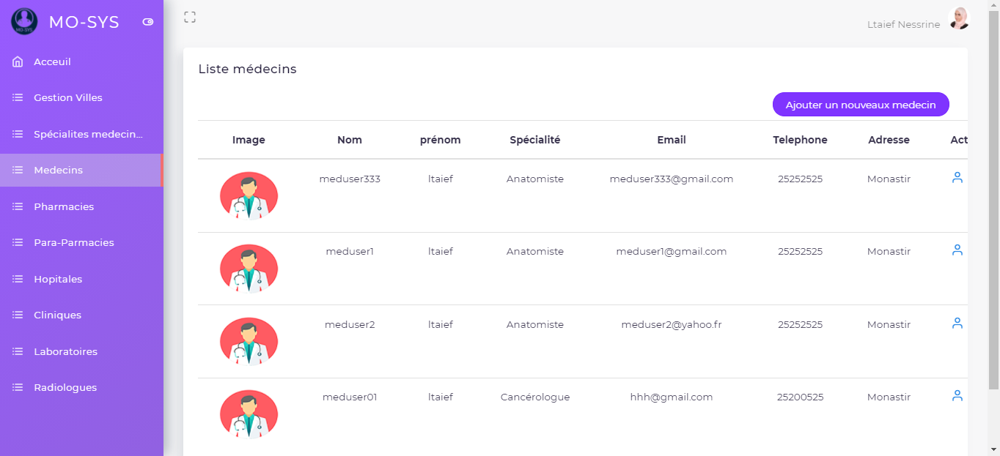 MO-SYS
Acceuil
Gestion Villes
Spécialites medecin...
Medecins
Pharmacies
Para-Parmacies
Hopitales
Cliniques
Laboratoires
Radiologues
Ltaief Nessrine
Liste médecins
Ajouter un nouveaux medecin
Image Nom prénom Spécialité Email Telephone Adresse Act
meduser333 ltaief Anatomiste meduser333@gmail.com 25252525 Monastir
meduser1 ltaief Anatomiste meduser1@gmail.com 25252525 Monastir
meduser2 ltaief Anatomiste meduser2@yahoo.fr 25252525 Monastir
meduser01 ltaief Cancérologue hhh@gmail.com 25200525 Monastir